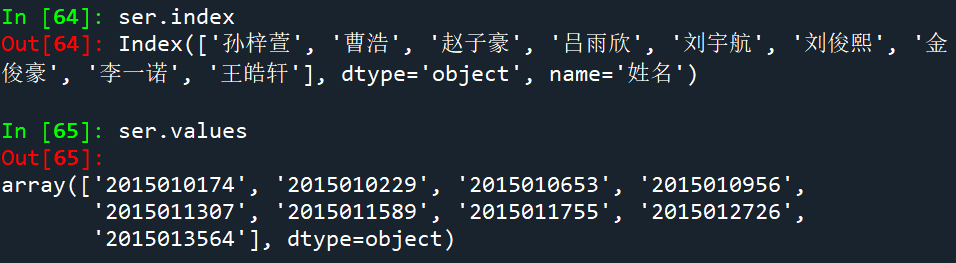 In [64]: ser.index
Out[64]: Index(['孙梓萱', '曹浩', '赵子豪', '吕雨欣', '刘宇航', '刘俊熙', '金
俊豪', '李一诺', '王皓轩'], dtype='object', name='姓名')
In [65]: ser.values
Out[65]:
array(['2015010174', '2015010229', '2015010653', '2015010956',
'2015011307', '2015011589', '2015011755', '2015012726',
'2015013564'], dtype=object)